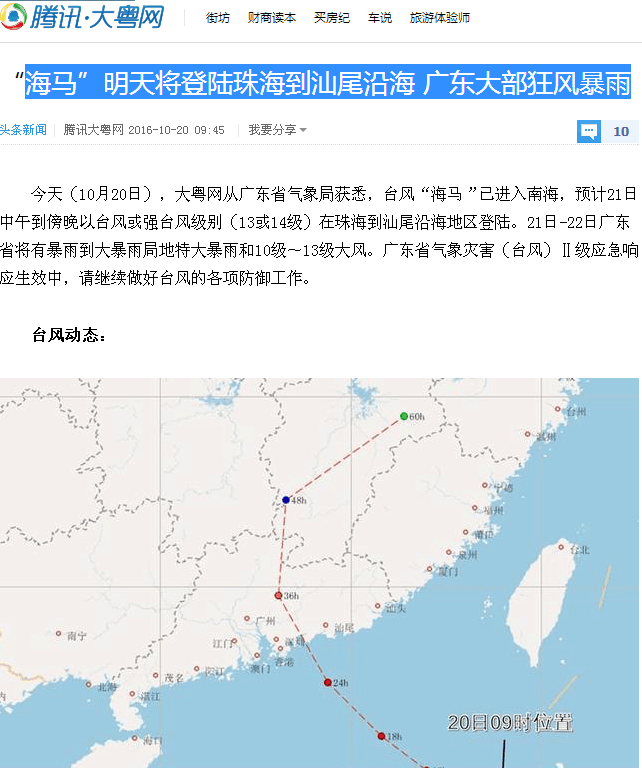 腾讯·大粤网 街坊 财商读本 买房纪 车说 旅游体验师
“海马”明天将登陆珠海到汕尾沿海 广东大部狂风暴雨
头条新闻 腾讯大粤网 2016-10-20 09:45 我要分享 10
今天（10月20日），大粤网从广东省气象局获悉，台风“海马 ”已进入南海，预计21日
中午到傍晚以台风或强台风级别（13或14级）在珠海到汕尾沿海地区登陆。21日-22日广东
省将有暴雨到大暴雨局地特大暴雨和10级～13级大风。广东省气象灾害（台风）Ⅱ级应急响
应生效中，请继续做好台风的各项防御工作。
台风动态：
60h
台州
温州
48h
宁德
福州
莆田
泉州
台北
厦门
36h
汕头
广州
汕尾
南宁
江门
深圳
香港
澳门
阳江
茂名
24h
北海
湛江
20日09时位置
18h
海口